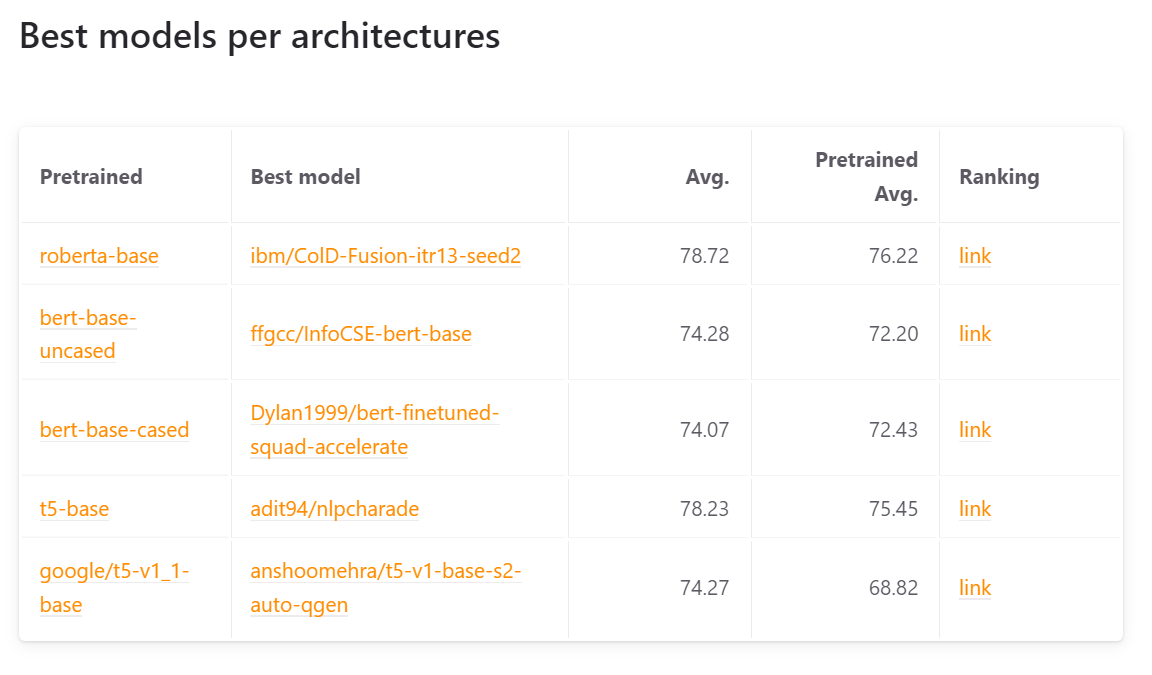 Best models per architectures
Pretrained
Best model
Avg.
Pretrained
Avg.
Ranking
roberta-base
ibm/ColD-Fusion-itr13-seed2
78.72
76.22
link
bert-base-
uncased
ffgcc/InfoCSE-bert-base
74.28
72.20
link
bert-base-cased
Dylan1999/bert-finetuned-
squad-accelerate
74.07
72.43
link
t5-base
adit94/nlpcharade
78.23
75.45
link
google/t5-v1_1-
base
anshoomehra/t5-v1-base-s2-
auto-qgen
74.27
68.82
link